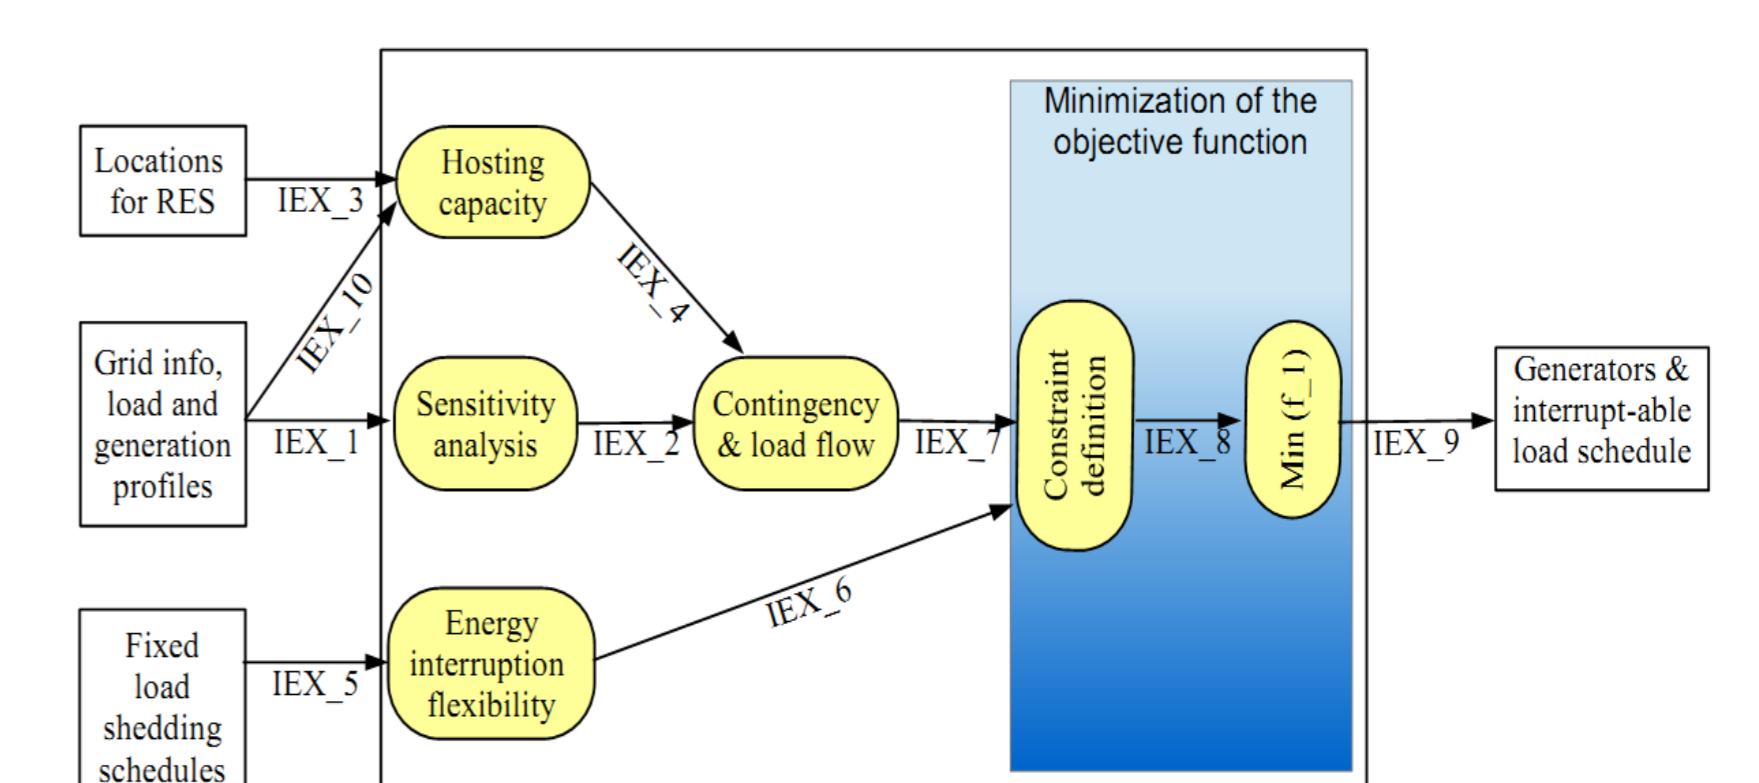 Minimization of the
objective function
Locations
for RES
IEX_3
Hosting
capacity
IEX_10
IEX_4
Grid info,
load and
generation
profiles
IEX_1
Sensitivity
analysis
IEX_2
Contingency
& load flow
IEX_7
Constraint
definition
IEX_8
Min (f_1)
IEX_9
Generators &
interrupt-able
load schedule
Fixed
load
shedding
schedules
IEX_5
Energy
interruption
flexibility
IEX_6